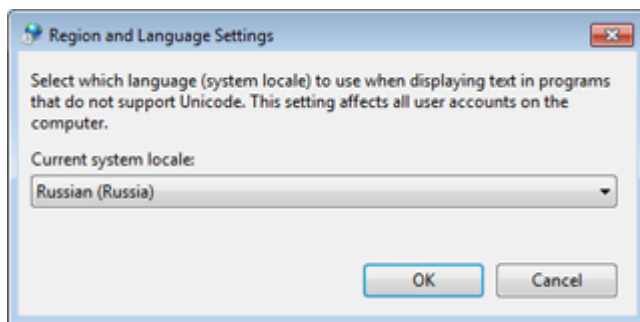 Region and Language Settings
Select which language (system locale) to use when displaying text in programs
that do not support Unicode. This setting affects all user accounts on the
computer.
Current system locale:
Russian (Russia)
OK
Cancel